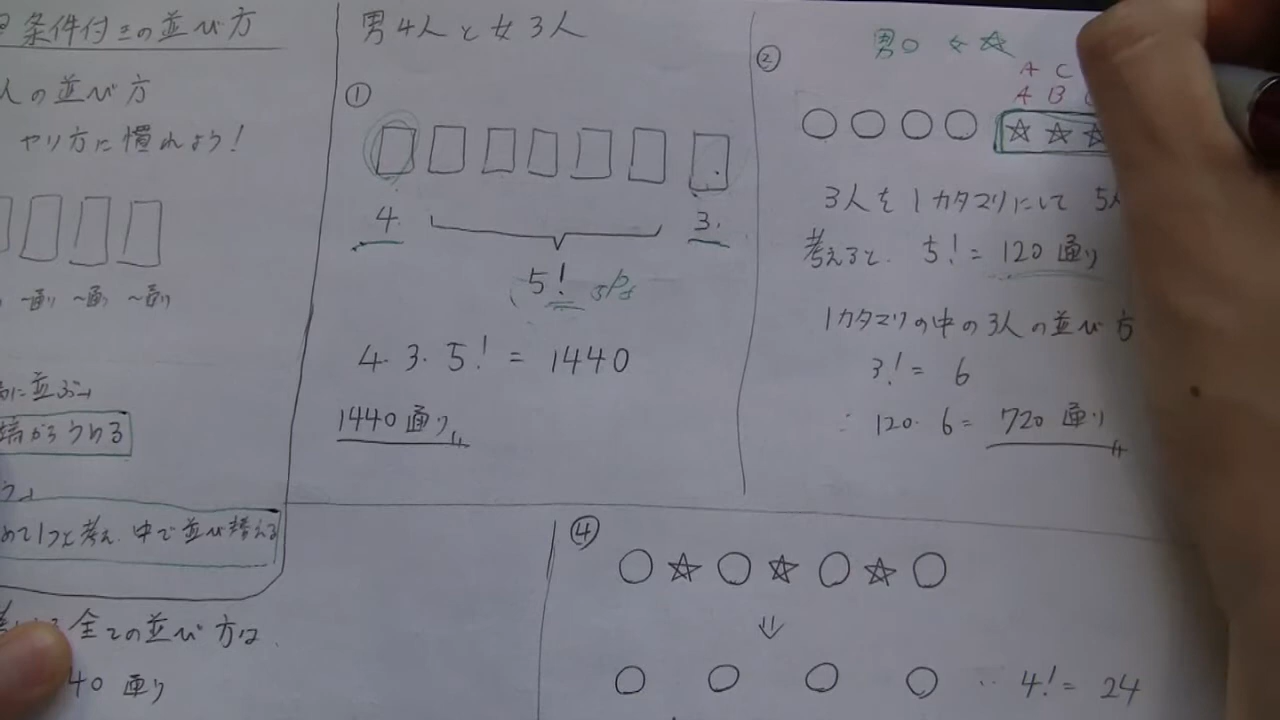 条件付きの並び方
人の並び方
ヤリ方に慣れよう!
通り 〜通り 〜通り
に並ぶ→
端からうめる
めて1つと考え、中で並び替える
全ての並び方は
40 通り
男4人と女3人
①
4. 3.
5! 5P5
4・3・5! = 1440
1440通り
②
男○ 女☆
A C
A B C
○ ○ ○ ○ ☆ ☆ ☆
3人を1カタマリにして 5人
考えると、5! = 120通り
1カタマリの中の3人の並び方
3! = 6
∴ 120・6 = 720通り
④
○ ☆ ○ ☆ ○ ☆ ○
⇓
○ ○ ○ ○ ‥ 4! = 24